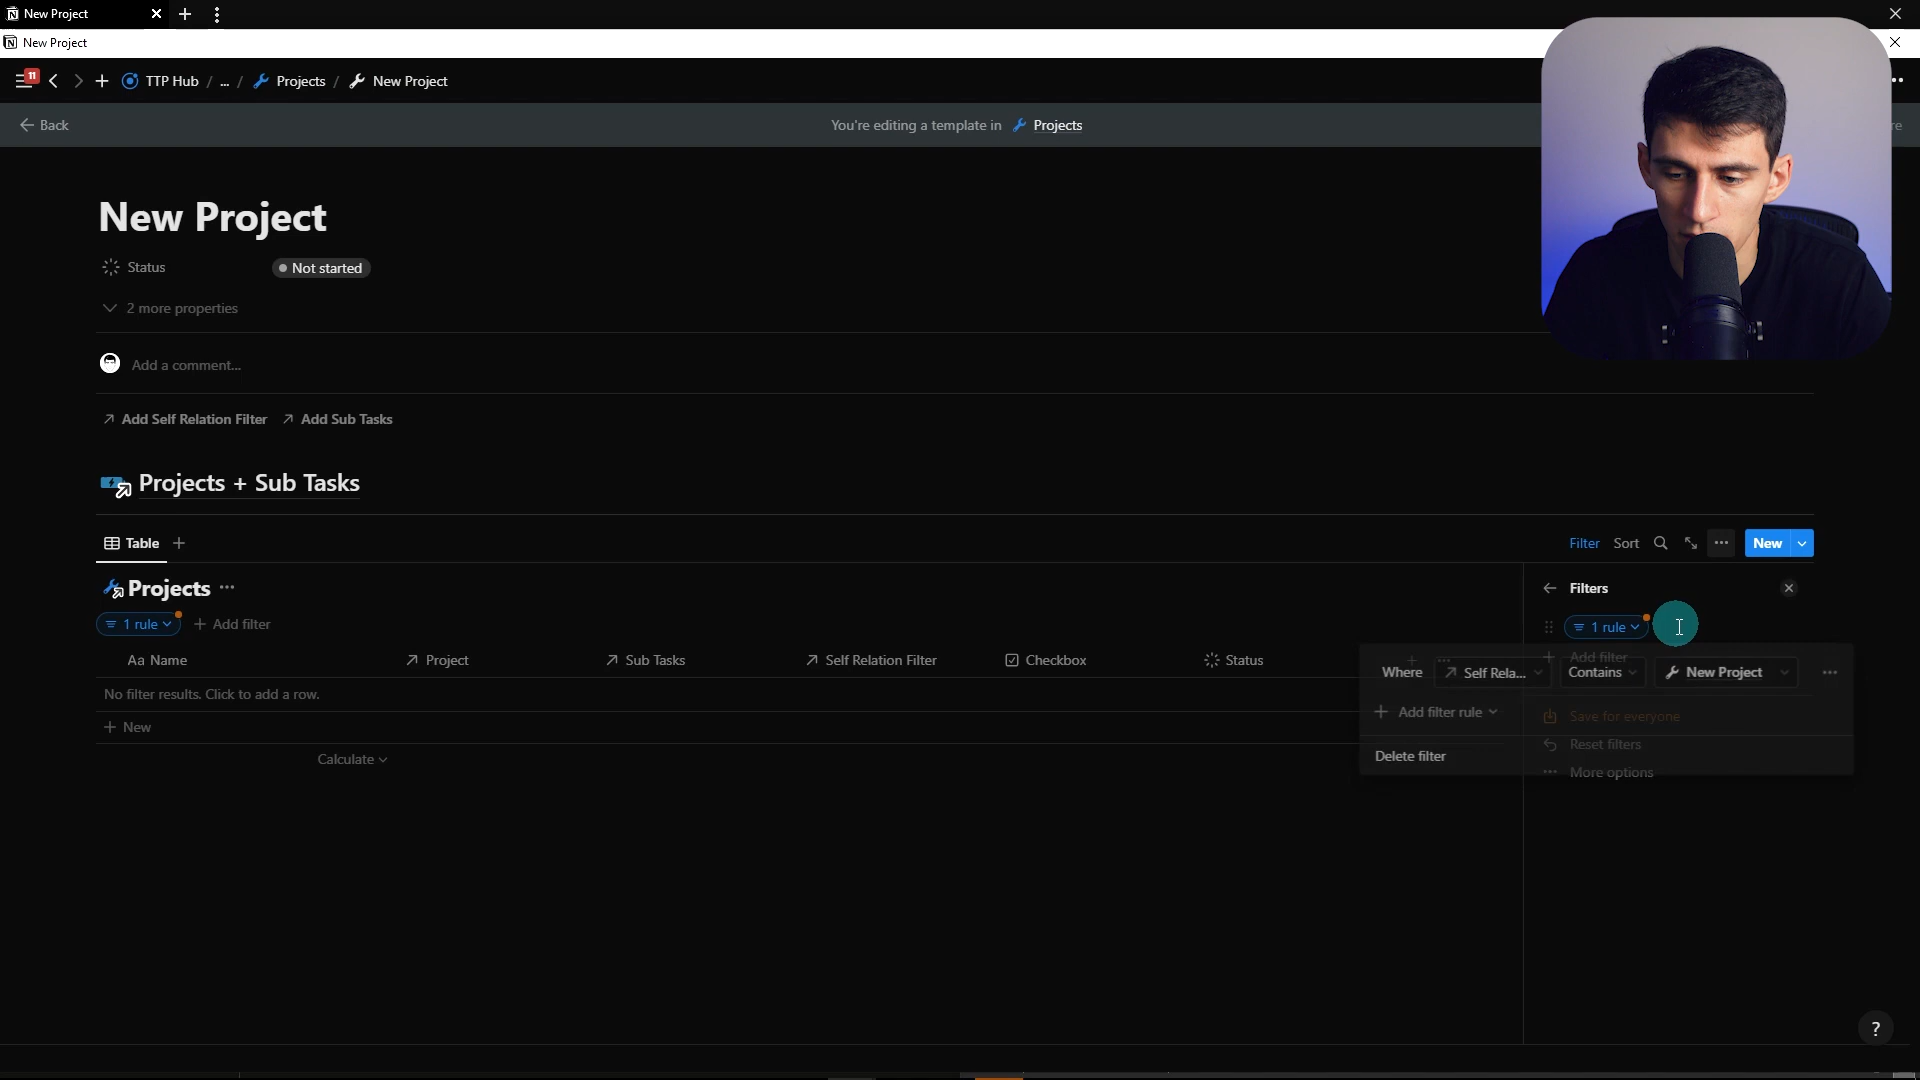 New Project
New Project
11
TTP Hub / ... / Projects / New Project
Back
You're editing a template in Projects
re
New Project
Status
Not started
2 more properties
Add a comment...
Add Self Relation Filter
Add Sub Tasks
Projects + Sub Tasks
Table
Filter
Sort
New
Projects
Filters
1 rule
Add filter
1 rule
Add filter
Aa Name
Project
Sub Tasks
Self Relation Filter
Checkbox
Status
Where
Self Rela...
Contains
New Project
No filter results. Click to add a row.
Add filter rule
Save for everyone
New
Reset filters
Calculate
Delete filter
More options
?